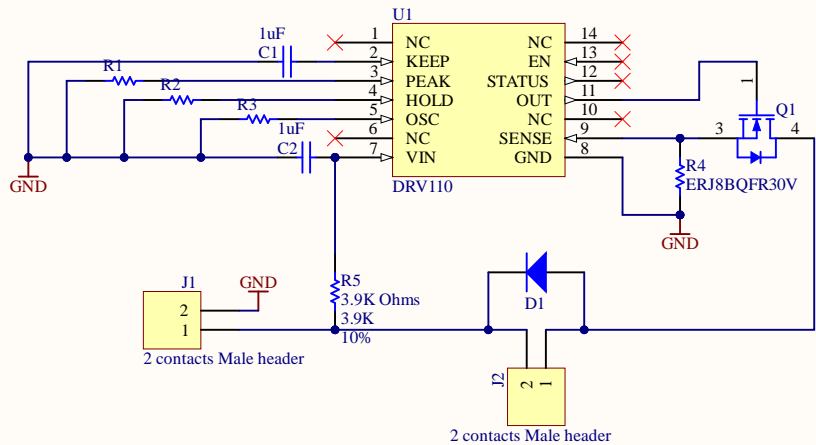 U1
1uF
C1
1
NC
NC
14
2
KEEP
EN
13
R1
3
PEAK
STATUS
12
R2
4
HOLD
OUT
11
1
Q1
R3
5
OSC
NC
10
1uF
6
NC
SENSE
9
3
4
C2
7
VIN
GND
8
GND
DRV110
R4
ERJ8BQFR30V
GND
J1
GND
R5
3.9K Ohms
3.9K
10%
2
1
D1
2 contacts Male header
J2
2
1
2 contacts Male header